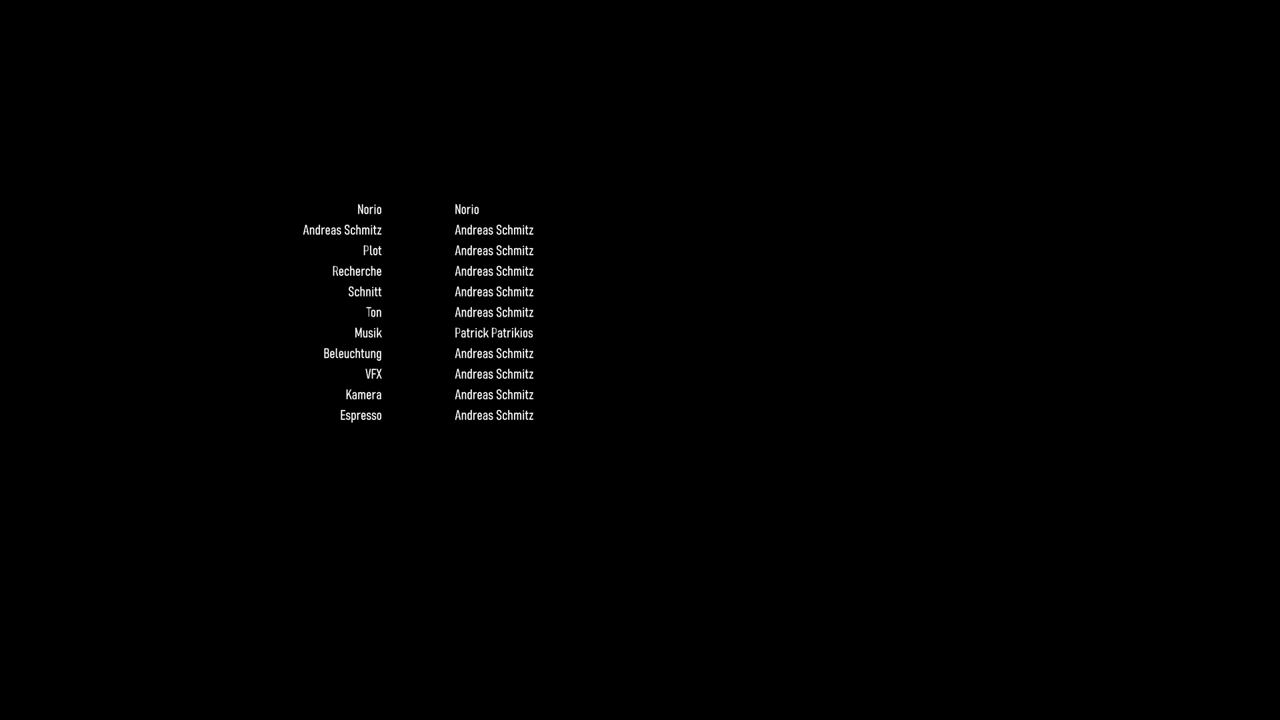 Norio Norio
Andreas Schmitz Andreas Schmitz
Plot Andreas Schmitz
Recherche Andreas Schmitz
Schnitt Andreas Schmitz
Ton Andreas Schmitz
Musik Patrick Patrikios
Beleuchtung Andreas Schmitz
VFX Andreas Schmitz
Kamera Andreas Schmitz
Espresso Andreas Schmitz